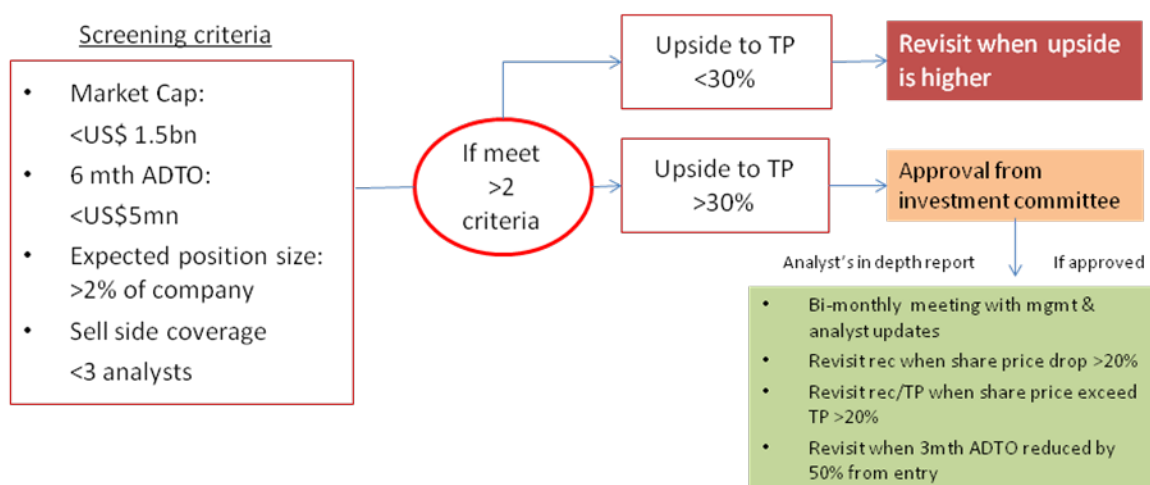 Screening criteria
• Market Cap:
<US$ 1.5bn
• 6 mth ADTO:
<US$5mn
• Expected position size:
>2% of company
• Sell side coverage
<3 analysts
If meet
>2
criteria
Upside to TP
<30%
Revisit when upside
is higher
Upside to TP
>30%
Approval from
investment committee
Analyst's in depth report
If approved
• Bi-monthly meeting with mgmt &
analyst updates
• Revisit rec when share price drop >20%
• Revisit rec/TP when share price exceed
TP >20%
• Revisit when 3mth ADTO reduced by
50% from entry